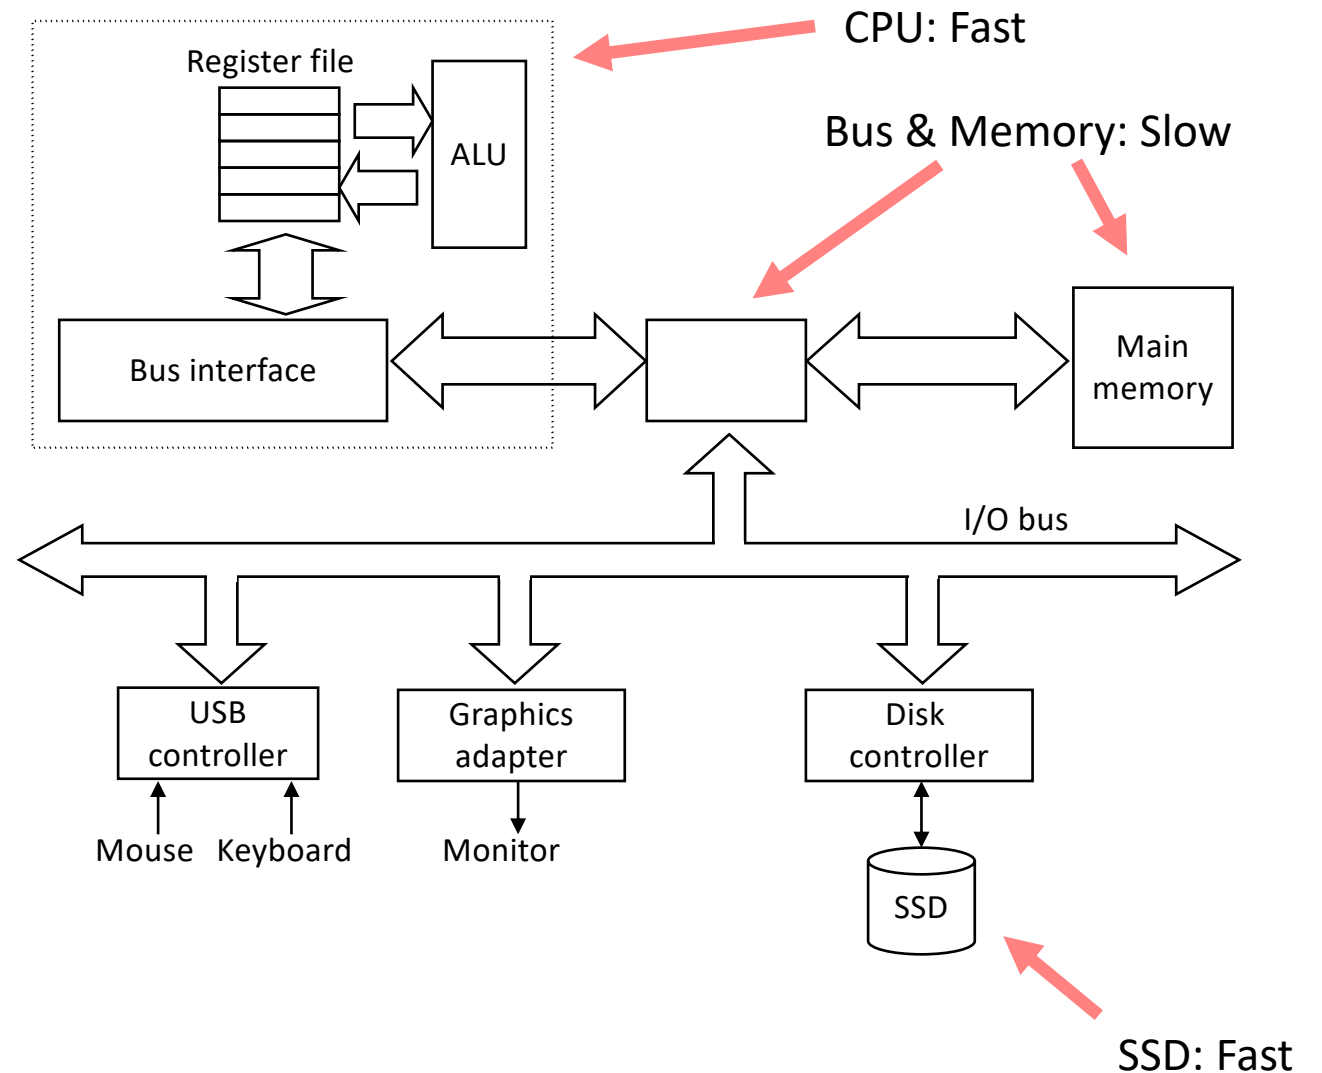 CPU: Fast
Register file
ALU
Bus & Memory: Slow
Bus interface
Main
memory
I/O bus
USB
controller
Graphics
adapter
Disk
controller
Mouse
Keyboard
Monitor
SSD
SSD: Fast